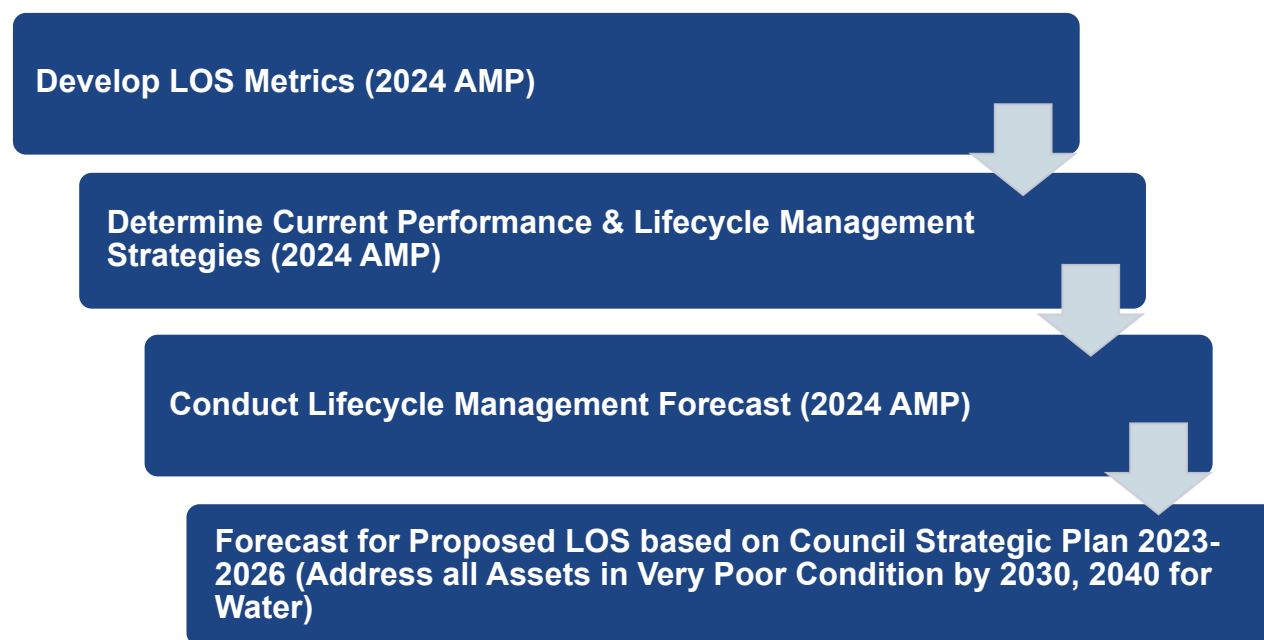 Develop LOS Metrics (2024 AMP)
Determine Current Performance & Lifecycle Management
Strategies (2024 AMP)
Conduct Lifecycle Management Forecast (2024 AMP)
Forecast for Proposed LOS based on Council Strategic Plan 2023-
2026 (Address all Assets in Very Poor Condition by 2030, 2040 for
Water)